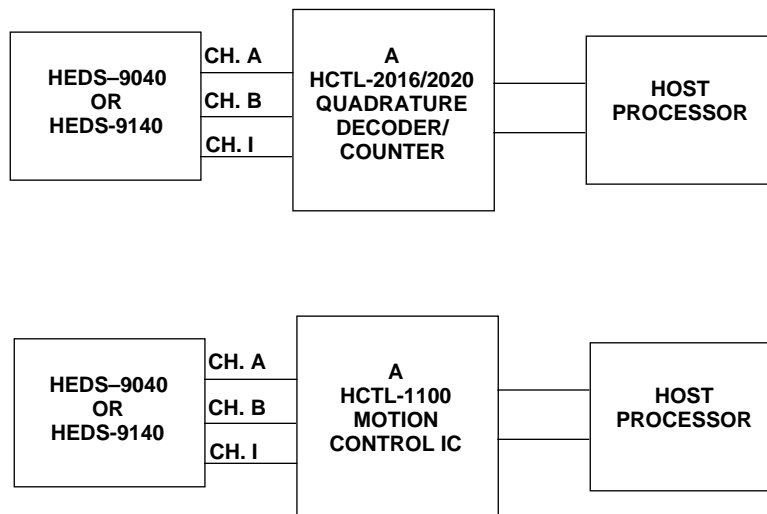 HEDS–9040
OR
HEDS-9140
CH. A
CH. B
CH. I
A
HCTL-2016/2020
QUADRATURE
DECODER/
COUNTER
HOST
PROCESSOR
HEDS–9040
OR
HEDS-9140
CH. A
CH. B
CH. I
A
HCTL-1100
MOTION
CONTROL IC
HOST
PROCESSOR